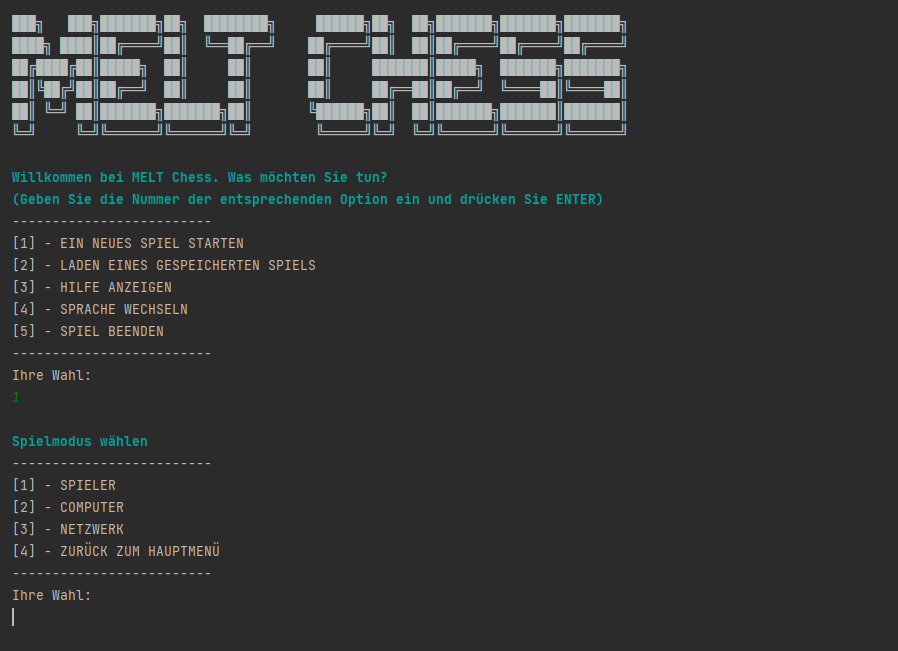 MELT CHESS
Willkommen bei MELT Chess. Was möchten Sie tun?
(Geben Sie die Nummer der entsprechenden Option ein und drücken Sie ENTER)
-------------------------
[1] - EIN NEUES SPIEL STARTEN
[2] - LADEN EINES GESPEICHERTEN SPIELS
[3] - HILFE ANZEIGEN
[4] - SPRACHE WECHSELN
[5] - SPIEL BEENDEN
-------------------------
Ihre Wahl:
1
Spielmodus wählen
-------------------------
[1] - SPIELER
[2] - COMPUTER
[3] - NETZWERK
[4] - ZURÜCK ZUM HAUPTMENÜ
-------------------------
Ihre Wahl: